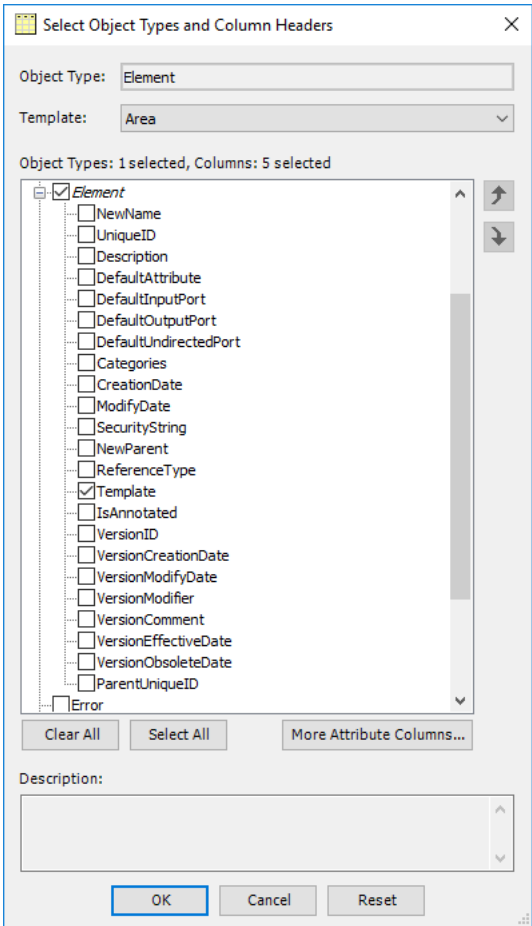 Select Object Types and Column Headers
Object Type: Element
Template: Area
Object Types: 1 selected, Columns: 5 selected
Element
NewName
UniqueID
Description
DefaultAttribute
DefaultInputPort
DefaultOutputPort
DefaultUndirectedPort
Categories
CreationDate
ModifyDate
SecurityString
NewParent
ReferenceType
Template
IsAnnotated
VersionID
VersionCreationDate
VersionModifyDate
VersionModifier
VersionComment
VersionEffectiveDate
VersionObsoleteDate
ParentUniqueID
Error
Clear All Select All More Attribute Columns...
Description:
OK Cancel Reset